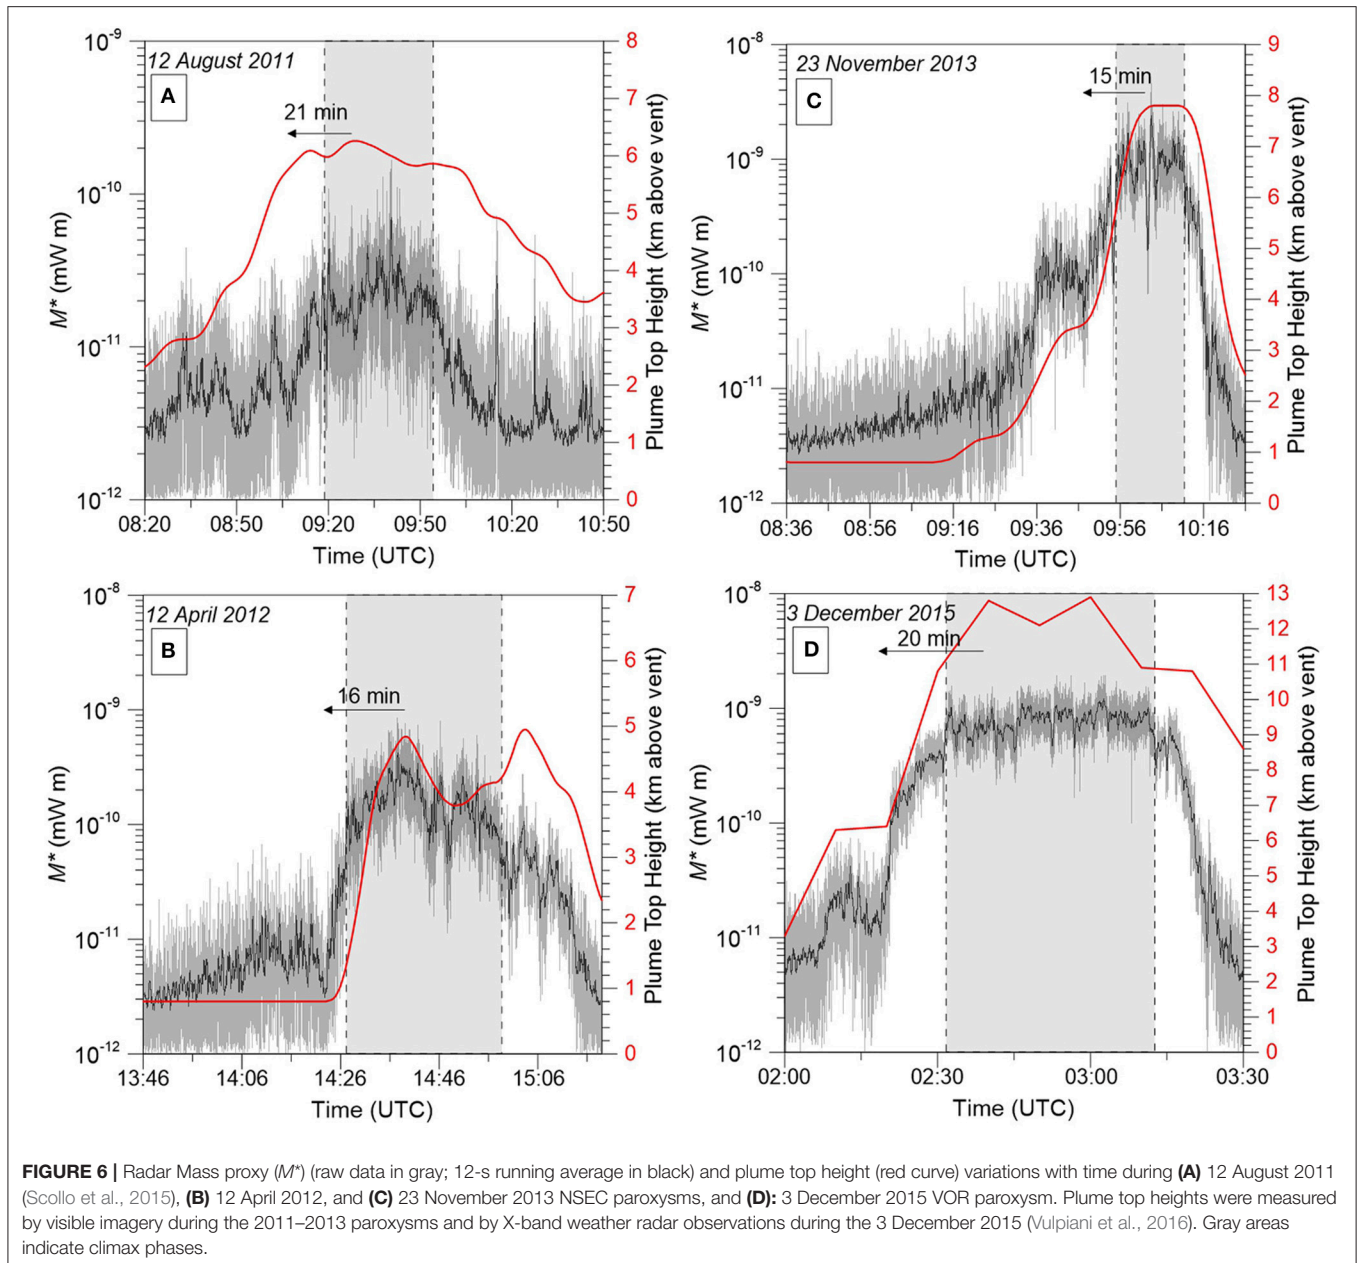 12 August 2011
A
21 min
10^-9
10^-10
10^-11
10^-12
M* (mW m)
8
7
6
5
4
3
2
1
0
Plume Top Height (km above vent)
08:20 08:50 09:20 09:50 10:20 10:50
Time (UTC)
23 November 2013
C
15 min
10^-8
10^-9
10^-10
10^-11
10^-12
M* (mW m)
9
8
7
6
5
4
3
2
1
0
Plume Top Height (km above vent)
08:36 08:56 09:16 09:36 09:56 10:16
Time (UTC)
12 April 2012
B
16 min
10^-8
10^-9
10^-10
10^-11
10^-12
M* (mW m)
7
6
5
4
3
2
1
0
Plume Top Height (km above vent)
13:46 14:06 14:26 14:46 15:06
Time (UTC)
3 December 2015
D
20 min
10^-8
10^-9
10^-10
10^-11
10^-12
M* (mW m)
13
12
11
10
9
8
7
6
5
4
3
2
1
0
Plume Top Height (km above vent)
02:00 02:30 03:00 03:30
Time (UTC)
FIGURE 6 | Radar Mass proxy (M*) (raw data in gray; 12-s running average in black) and plume top height (red curve) variations with time during (A) 12 August 2011
(Scollo et al., 2015), (B) 12 April 2012, and (C) 23 November 2013 NSEC paroxysms, and (D): 3 December 2015 VOR paroxysm. Plume top heights were measured
by visible imagery during the 2011–2013 paroxysms and by X-band weather radar observations during the 3 December 2015 (Vulpiani et al., 2016). Gray areas
indicate climax phases.